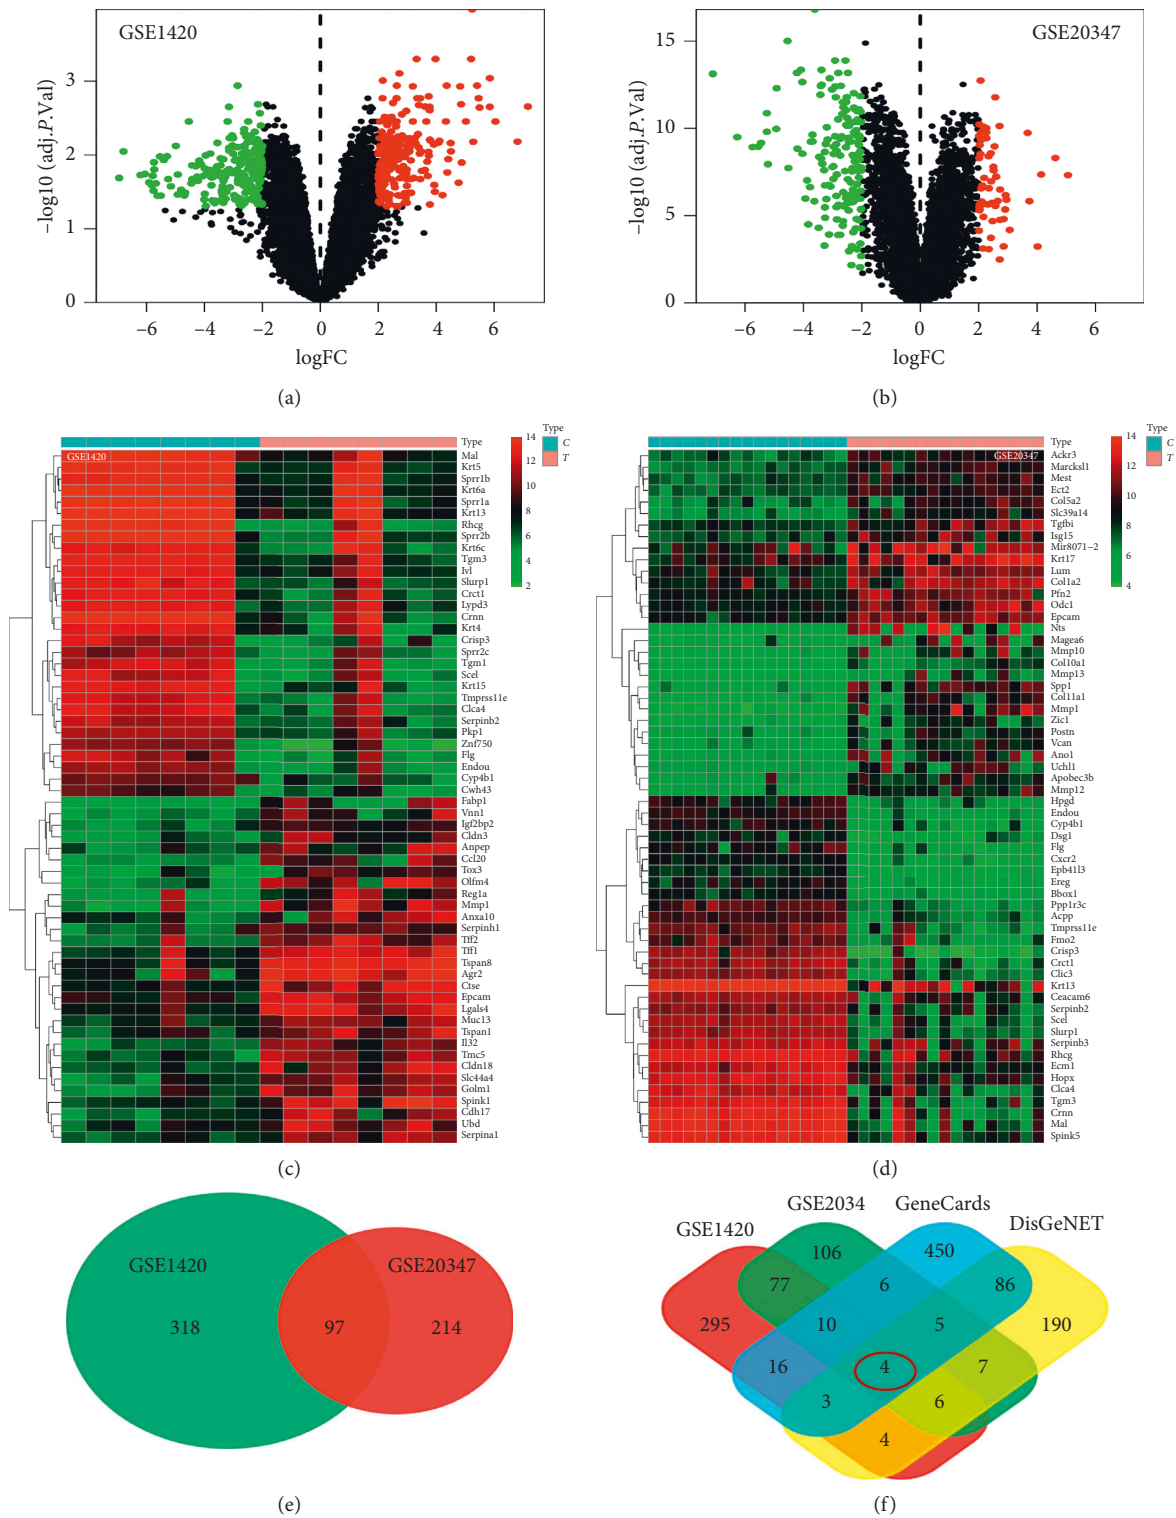 GSE1420
−log10 (adj.P.Val)
3
2
1
0
−6
−4
−2
0
2
4
6
logFC
(a)
GSE20347
−log10 (adj.P.Val)
15
10
5
0
−6
−4
−2
0
2
4
6
logFC
(b)
GSE1420
Type
Mal
Krt5
Sprr1b
Krt6a
Sprr1a
Krt13
Rhcg
Sprr2b
Krt6c
Tgm3
Ivl
Slurp1
Crct1
Lypd3
Crnn
Krt4
Crisp3
Sprr2c
Tgm1
Scel
Krt15
Tmprss11e
Clca4
Serpinb2
Pkp1
Znf750
Flg
Endou
Cyp4b1
Cwh43
Fabp1
Vnn1
Igf2bp2
Cldn3
Anpep
Ccl20
Tox3
Olfm4
Reg1a
Mmp1
Anxa10
Serpinh1
Tff2
Tff1
Tspan8
Agr2
Ctse
Epcam
Lgals4
Muc13
Tspan1
Il32
Tmc5
Cldn18
Slc44a4
Golm1
Spink1
Cdh17
Ubd
Serpina1
14
12
10
8
6
4
2
Type
C
T
(c)
GSE20347
Type
Ackr3
Marcksl1
Mest
Ect2
Col5a2
Slc39a14
Tgfbi
Isg15
Mir8071−2
Krt17
Lum
Col1a2
Pfn2
Odc1
Epcam
Nts
Magea6
Mmp10
Col10a1
Mmp13
Spp1
Col11a1
Mmp1
Zic1
Postn
Vcan
Ano1
Uchl1
Apobec3b
Mmp12
Hpgd
Endou
Cyp4b1
Dsg1
Flg
Cxcr2
Epb41l3
Ereg
Bbox1
Ppp1r3c
Acpp
Tmprss11e
Fmo2
Crisp3
Crct1
Clic3
Krt13
Ceacam6
Serpinb2
Scel
Slurp1
Serpinb3
Rhcg
Ecm1
Hopx
Clca4
Tgm3
Crnn
Mal
Spink5
14
12
10
8
6
4
Type
C
T
(d)
GSE1420
GSE20347
318
97
214
(e)
GSE1420
GSE2034
GeneCards
DisGeNET
106
450
77
6
86
295
10
5
190
16
4
7
3
6
4
(f)